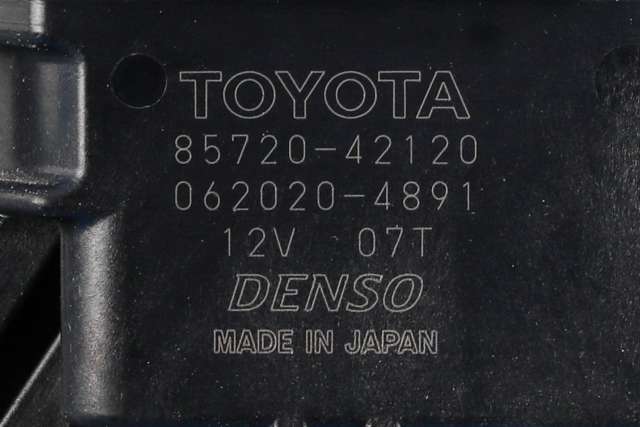 TOYOTA
85720-42120
062020-4891
12V 07T
DENSO
MADE IN JAPAN